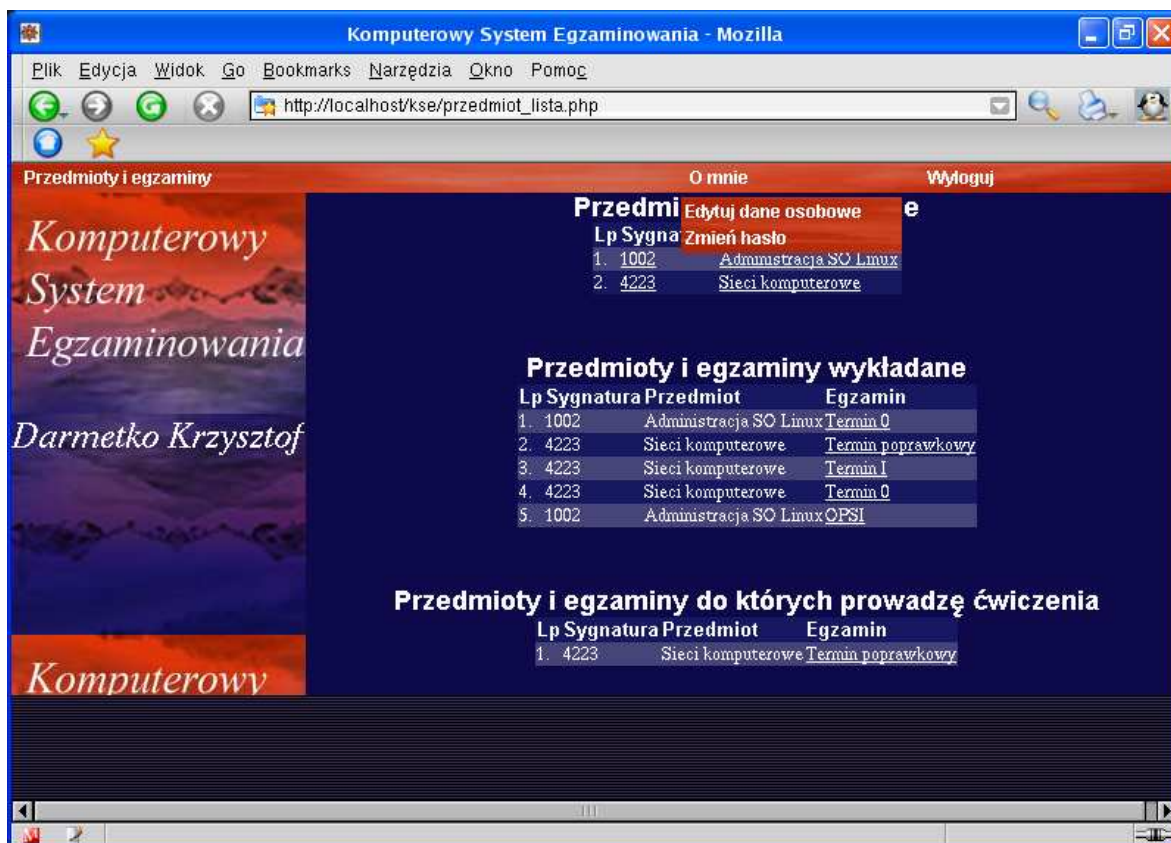 Komputerowy System Egzaminowania - Mozilla
Plik Edycja Widok Go Bookmarks Narzędzia Okno Pomoc
http://localhost/kse/przedmiot_lista.php
Przedmioty i egzaminy O mnie Wyloguj
Edytuj dane osobowe
Zmień hasło
Komputerowy
System
Egzaminowania
Darmetko Krzysztof
Komputerowy
Lp
1. 1002 Administracja SO Linux
2. 4223 Sieci komputerowe
Przedmioty i egzaminy wykładane
Lp Sygnatura Przedmiot Egzamin
1. 1002 Administracja SO Linux Termin 0
2. 4223 Sieci komputerowe Termin poprawkowy
3. 4223 Sieci komputerowe Termin I
4. 4223 Sieci komputerowe Termin 0
5. 1002 Administracja SO Linux OPSI
Przedmioty i egzaminy do których prowadzę ćwiczenia
Lp Sygnatura Przedmiot Egzamin
1. 4223 Sieci komputerowe Termin poprawkowy